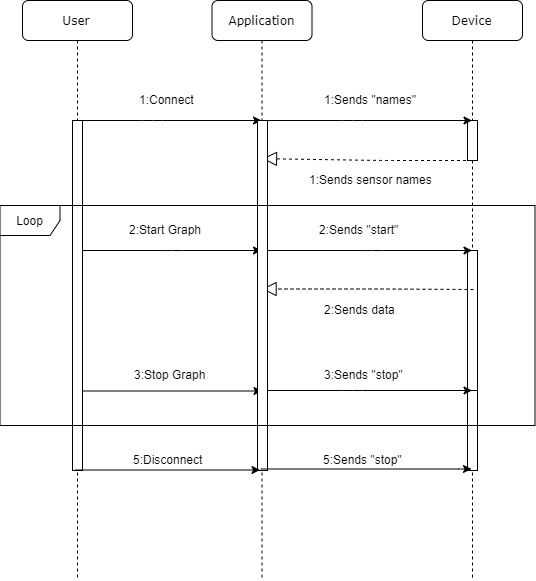 User
Application
Device
1:Connect
1:Sends "names"
1:Sends sensor names
Loop
2:Start Graph
2:Sends "start"
2:Sends data
3:Stop Graph
3:Sends "stop"
5:Disconnect
5:Sends "stop"